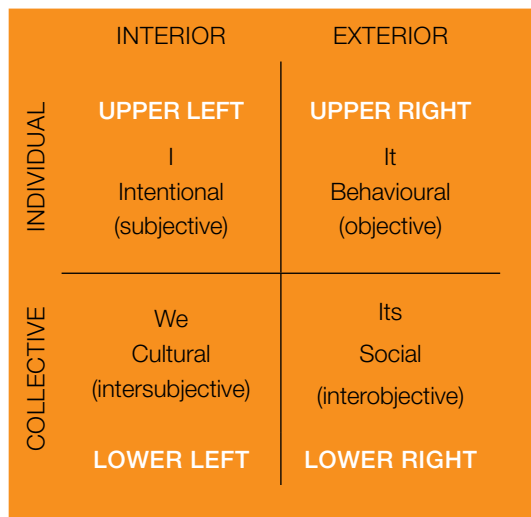 INTERIOR
EXTERIOR
INDIVIDUAL
UPPER LEFT
I
Intentional
(subjective)
UPPER RIGHT
It
Behavioural
(objective)
COLLECTIVE
We
Cultural
(intersubjective)
LOWER LEFT
Its
Social
(interobjective)
LOWER RIGHT